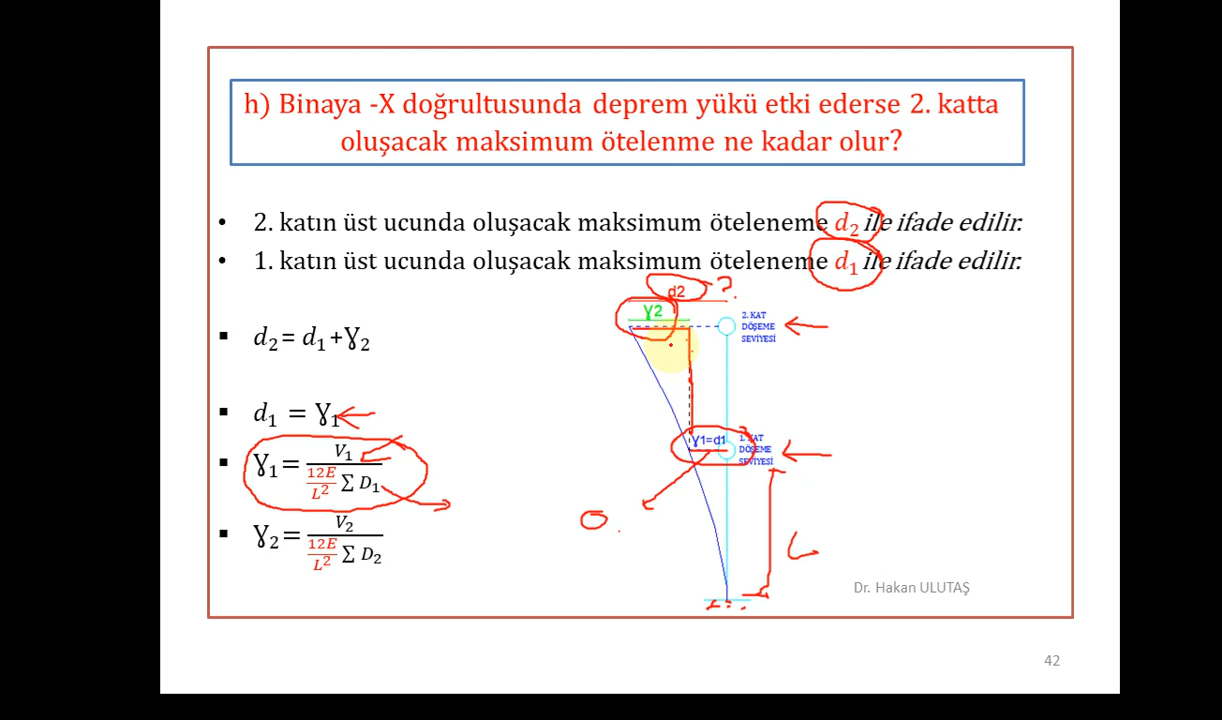 h) Binaya -X doğrultusunda deprem yükü etki ederse 2. katta
oluşacak maksimum ötelenme ne kadar olur?
• 2. katın üst ucunda oluşacak maksimum öteleneme d₂ ile ifade edilir.
• 1. katın üst ucunda oluşacak maksimum öteleneme d₁ ile ifade edilir.
d2 ?
Ɣ2
2. KAT
DÖŞEME
SEVİYESİ
▪ d₂= d₁+Ɣ₂
▪ d₁ = Ɣ₁
Ɣ1=d1
1. KAT
DÖŞEME
SEVİYESİ
▪ Ɣ₁= V₁ / (12E/L² ∑ D₁)
▪ Ɣ₂= V₂ / (12E/L² ∑ D₂)
L
Dr. Hakan ULUTAŞ
42